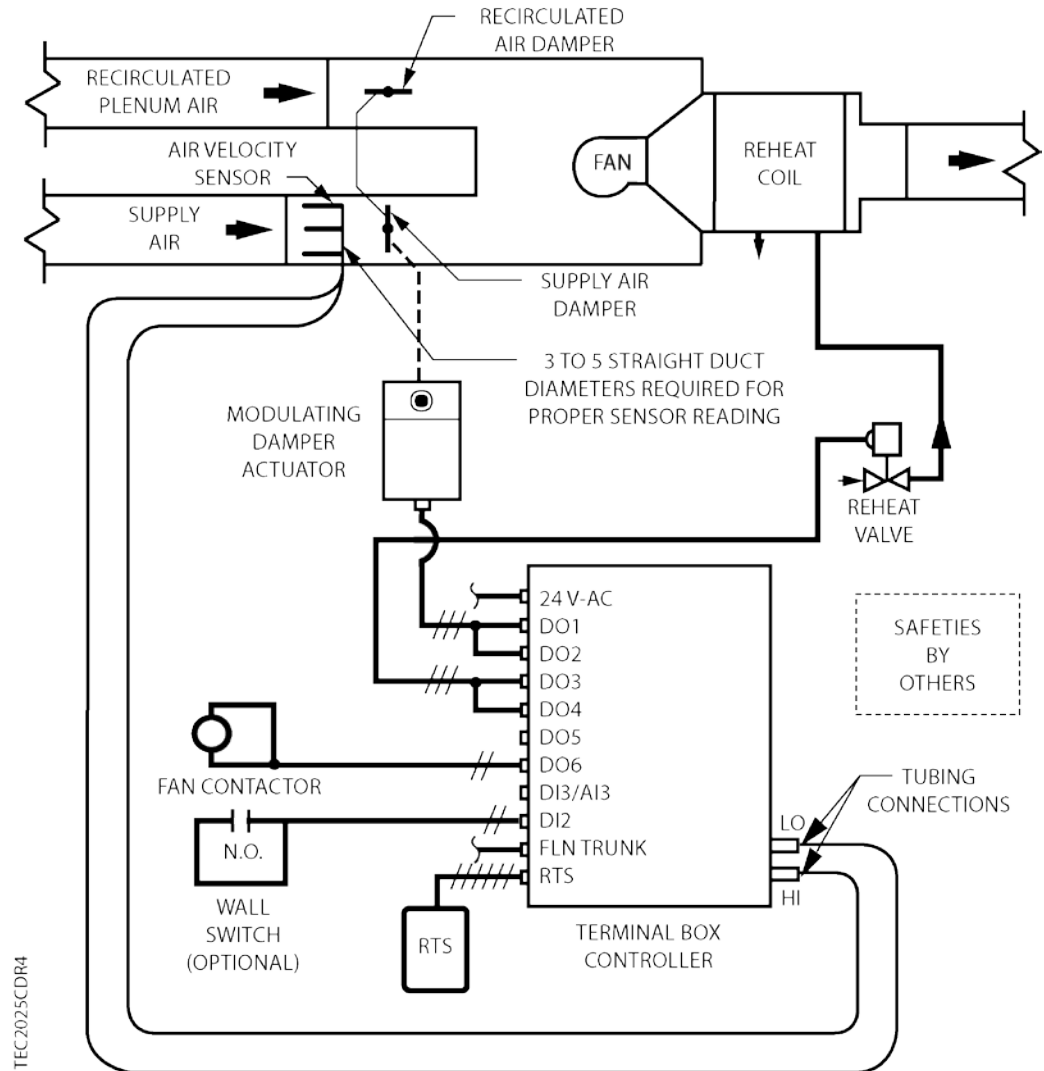 RECIRCULATED
AIR DAMPER
RECIRCULATED
PLENUM AIR
AIR VELOCITY
SENSOR
FAN
REHEAT
COIL
SUPPLY
AIR
SUPPLY AIR
DAMPER
3 TO 5 STRAIGHT DUCT
DIAMETERS REQUIRED FOR
PROPER SENSOR READING
MODULATING
DAMPER
ACTUATOR
REHEAT
VALVE
24 V-AC
DO1
DO2
DO3
DO4
DO5
DO6
DI3/AI3
DI2
FLN TRUNK
RTS
SAFETIES
BY
OTHERS
FAN CONTACTOR
N.O.
WALL
SWITCH
(OPTIONAL)
RTS
TERMINAL BOX
CONTROLLER
LO
HI
TUBING
CONNECTIONS
TEC2025CDR4